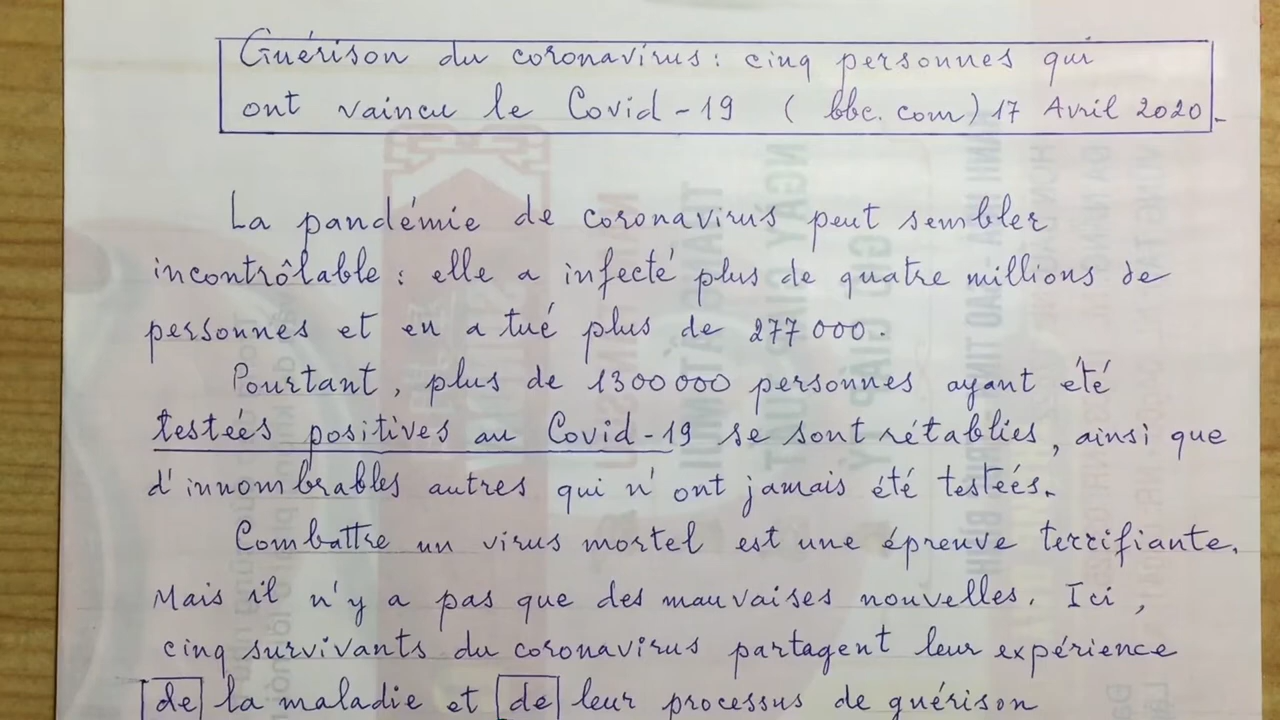 Guérison du coronavirus : cinq personnes qui
ont vaincu le Covid-19 ( bbc.com) 17 Avril 2020.
La pandémie de coronavirus peut sembler
incontrôlable : elle a infecté plus de quatre millions de
personnes et en a tué plus de 277 000.
Pourtant, plus de 1300 000 personnes ayant été
testées positives au Covid-19 se sont rétablies, ainsi que
d'innombrables autres qui n'ont jamais été testées.
Combattre un virus mortel est une épreuve terrifiante.
Mais il n'y a pas que des mauvaises nouvelles. Ici,
cinq survivants du coronavirus partagent leur expérience
de la maladie et de leur processus de guérison